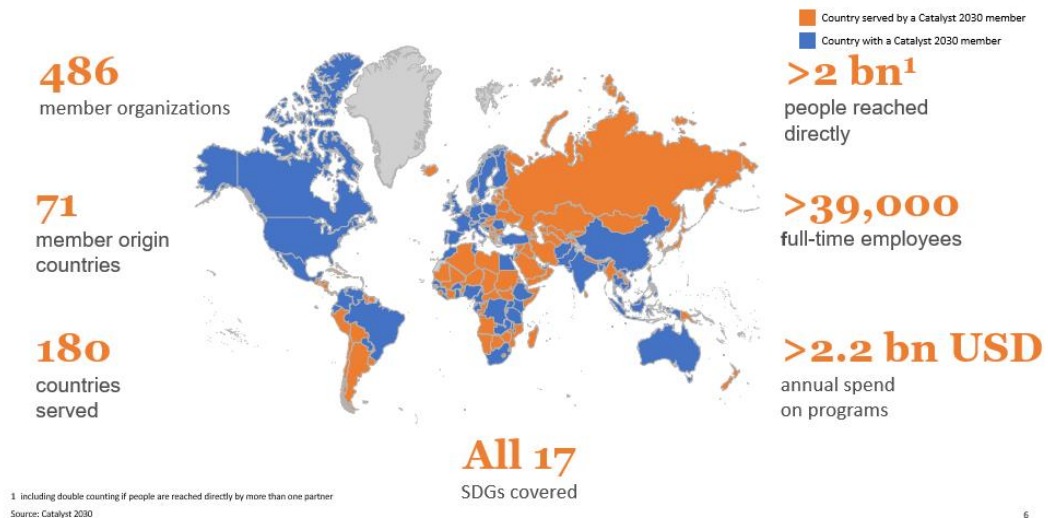 Country served by a Catalyst 2030 member
Country with a Catalyst 2030 member
486
member organizations
71
member origin
countries
180
countries
served
>2 bn¹
people reached
directly
>39,000
full-time employees
>2.2 bn USD
annual spend
on programs
All 17
SDGs covered
1 including double counting if people are reached directly by more than one partner
Source: Catalyst 2030
6